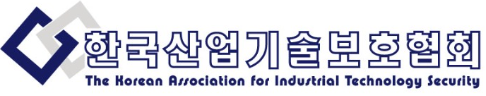 한국산업기술보호협회
The Korean Association for Industrial Technology Security